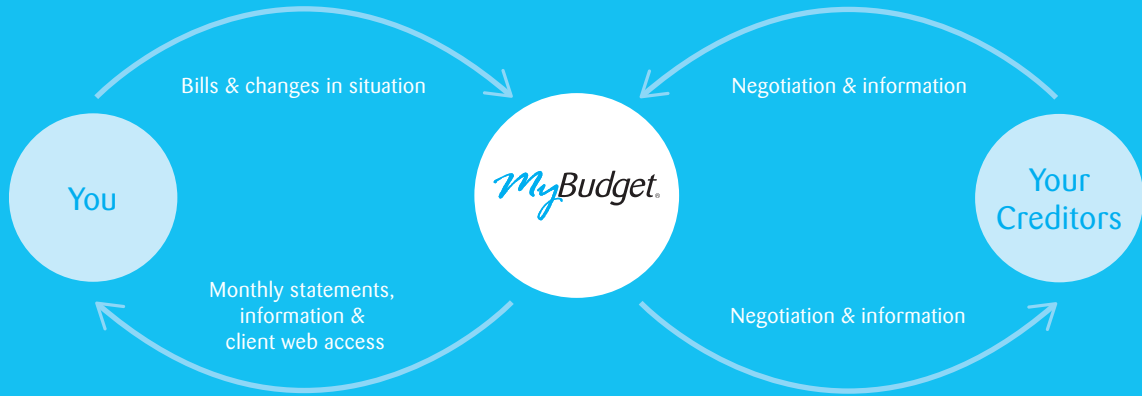 Bills & changes in situation
Negotiation & information
You
MyBudget®
Your
Creditors
Monthly statements,
information &
client web access
Negotiation & information